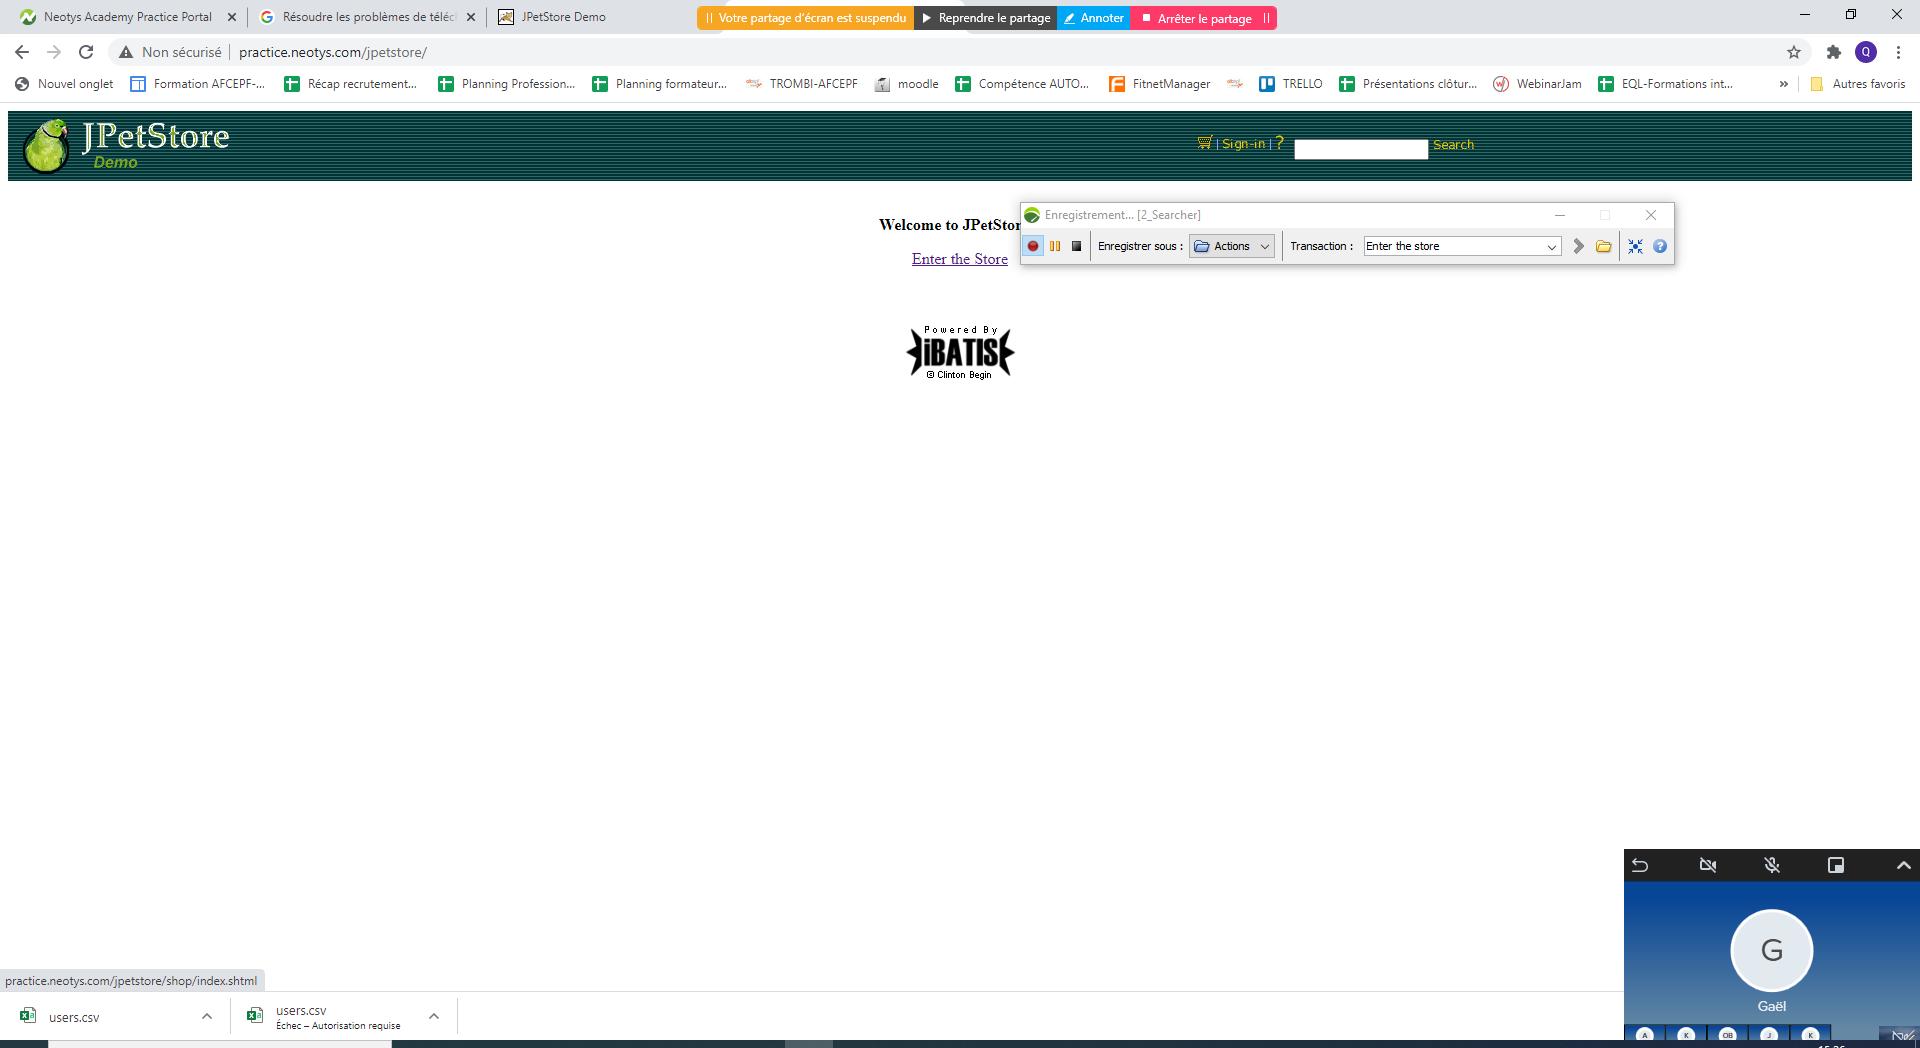 Neotys Academy Practice Portal
Résoudre les problèmes de téléch
JPetStore Demo
Votre partage d'écran est suspendu
Reprendre le partage
Annoter
Arrêter le partage
Non sécurisé
practice.neotys.com/jpetstore/
Q
Nouvel onglet
Formation AFCEPF-...
Récap recrutement...
Planning Profession...
Planning formateur...
TROMBI-AFCEPF
moodle
Compétence AUTO...
FitnetManager
TRELLO
Présentations clôtur...
WebinarJam
EQL-Formations int...
»
Autres favoris
JPetStore
Demo
| Sign-in | ?
Search
Welcome to JPetStor
Enter the Store
Enregistrement... [2_Searcher]
Enregistrer sous :
Actions
Transaction :
Enter the store
?
Powered By
iBATIS
© Clinton Begin
G
Gaël
A
K
OB
J
K
practice.neotys.com/jpetstore/shop/index.shtml
users.csv
users.csv
Échec – Autorisation requise